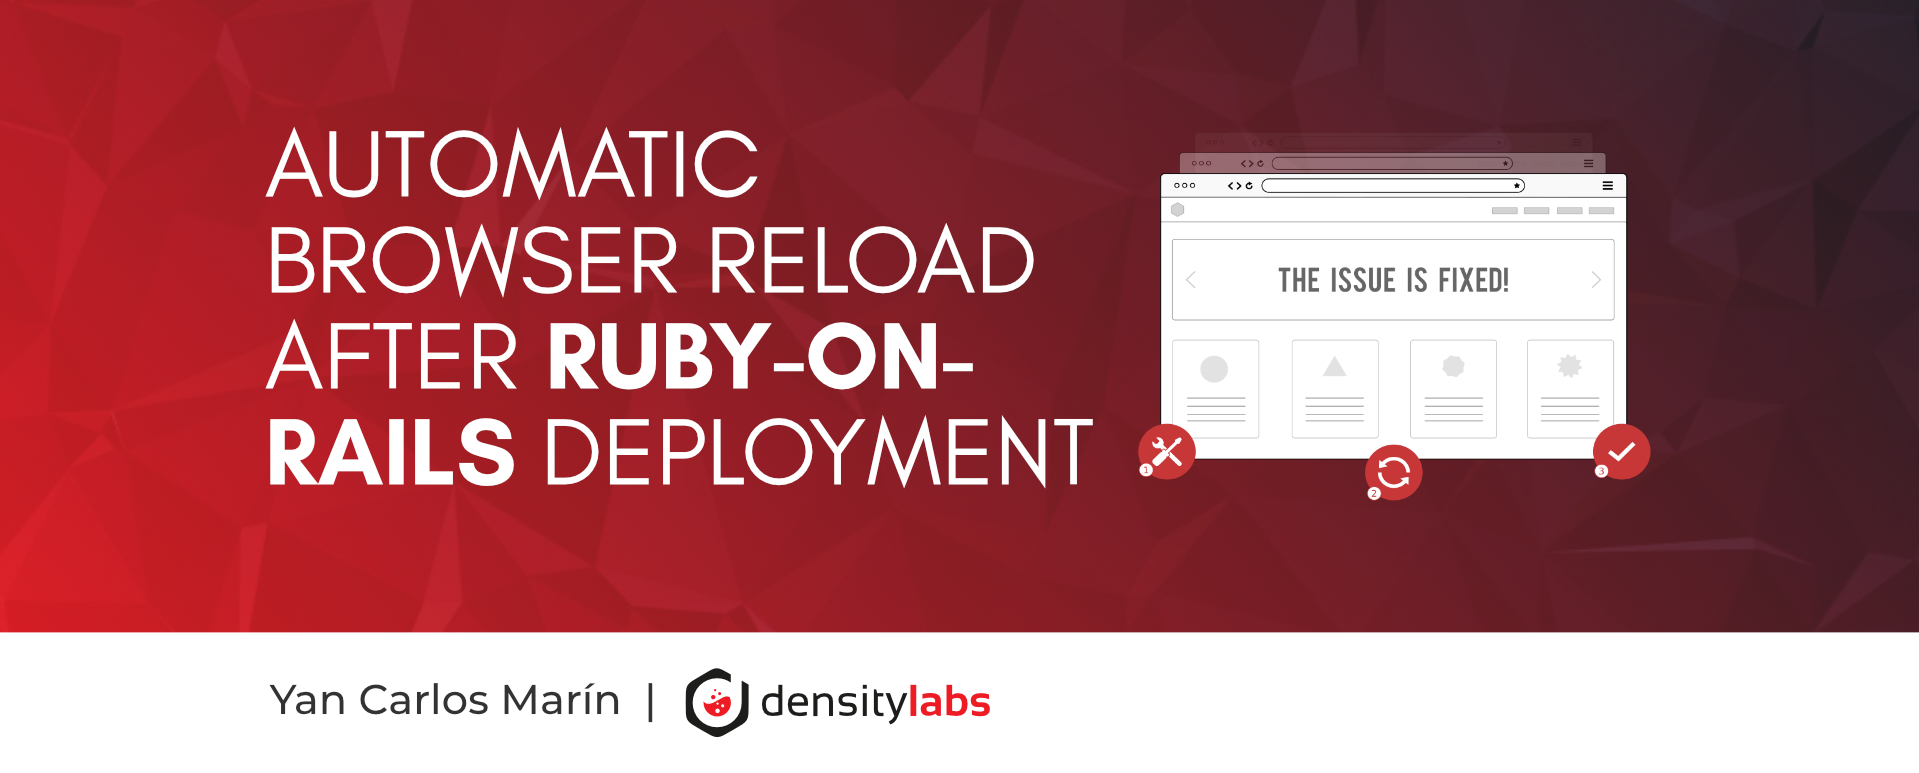 AUTOMATIC
BROWSER RELOAD
AFTER RUBY-ON-
RAILS DEPLOYMENT
THE ISSUE IS FIXED!
1
2
3
Yan Carlos Marín | densitylabs